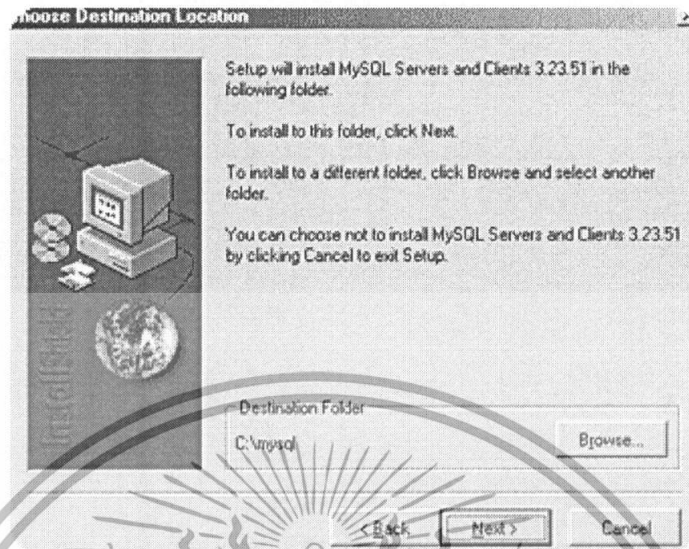 hoose Destination Location
Setup will install MySQL Servers and Clients 3.23.51 in the
following folder.
To install to this folder, click Next.
To install to a different folder, click Browse and select another
folder.
You can choose not to install MySQL Servers and Clients 3.23.51
by clicking Cancel to exit Setup.
InstallShield
Destination Folder
C:\mysql
Browse...
< Back
Next >
Cancel